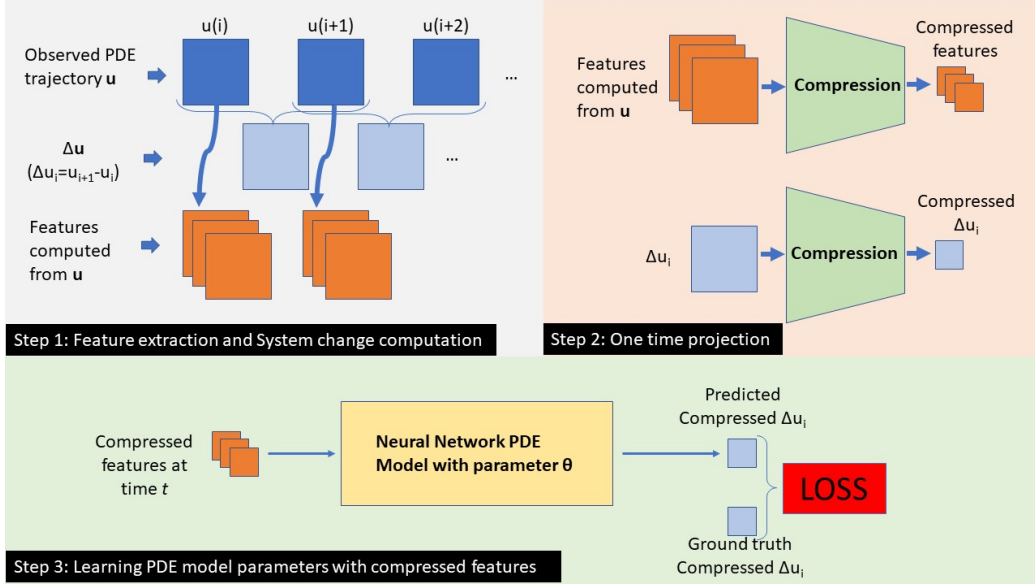 u(i)
u(i+1)
u(i+2)
Observed PDE
trajectory u
...
Δu
(Δui=ui+1-ui)
...
Features
computed
from u
Step 1: Feature extraction and System change computation
Features
computed
from u
Compression
Compressed
features
Δui
Compression
Compressed
Δui
Step 2: One time projection
Compressed
features at
time t
Neural Network PDE
Model with parameter θ
Predicted
Compressed Δui
LOSS
Ground truth
Compressed Δui
Step 3: Learning PDE model parameters with compressed features